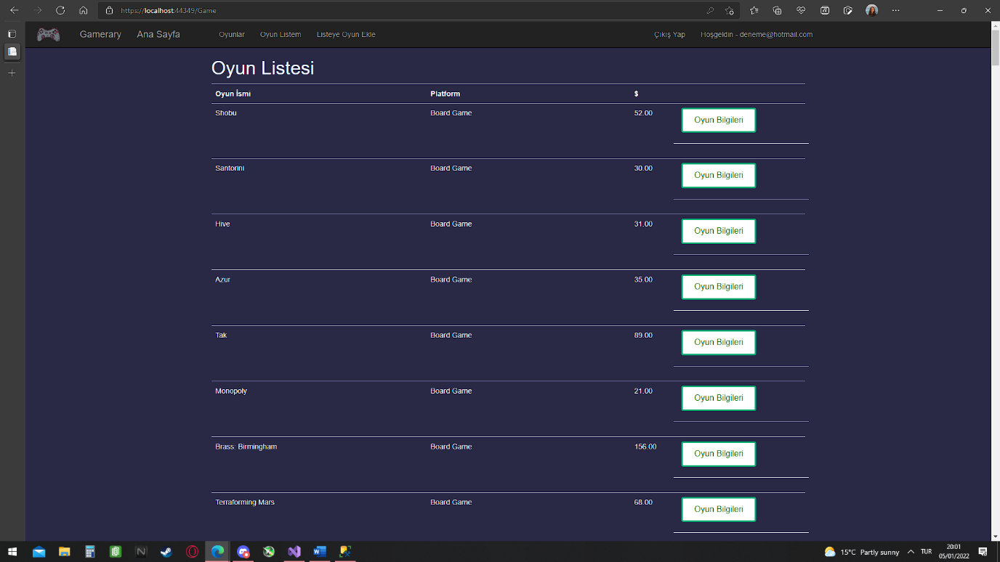 https://localhost:44349/Game
Gamerary Ana Sayfa Oyunlar Oyun Listem Listeye Oyun Ekle Çıkış Yap Hoşgeldin - deneme@hotmail.com
Oyun Listesi
Oyun İsmi Platform $
Shobu Board Game 52.00 Oyun Bilgileri
Santorini Board Game 30.00 Oyun Bilgileri
Hive Board Game 31.00 Oyun Bilgileri
Azur Board Game 35.00 Oyun Bilgileri
Tak Board Game 89.00 Oyun Bilgileri
Monopoly Board Game 21.00 Oyun Bilgileri
Brass: Birmingham Board Game 156.00 Oyun Bilgileri
Terraforming Mars Board Game 68.00 Oyun Bilgileri
15°C Partly sunny TUR 20:01
05/01/2022